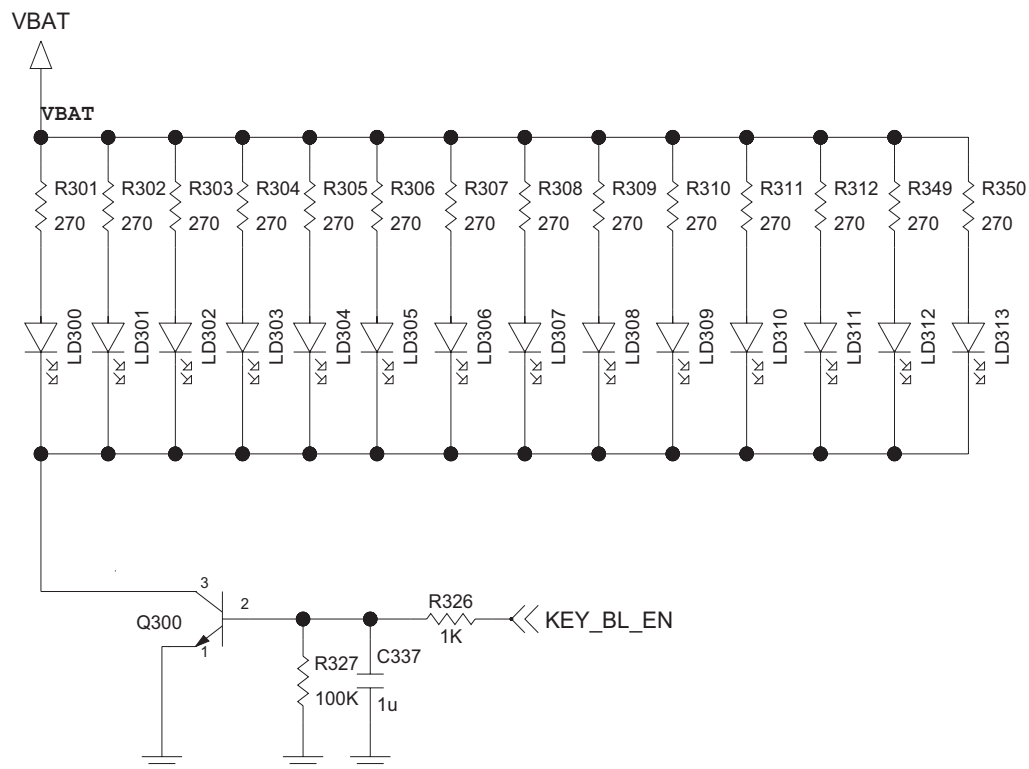 VBAT
VBAT
R301 R302 R303 R304 R305 R306 R307 R308 R309 R310 R311 R312 R349 R350
270 270 270 270 270 270 270 270 270 270 270 270 270 270
LD300 LD301 LD302 LD303 LD304 LD305 LD306 LD307 LD308 LD309 LD310 LD311 LD312 LD313
3
2
R326
KEY_BL_EN
Q300
1K
1
R327
C337
100K
1u